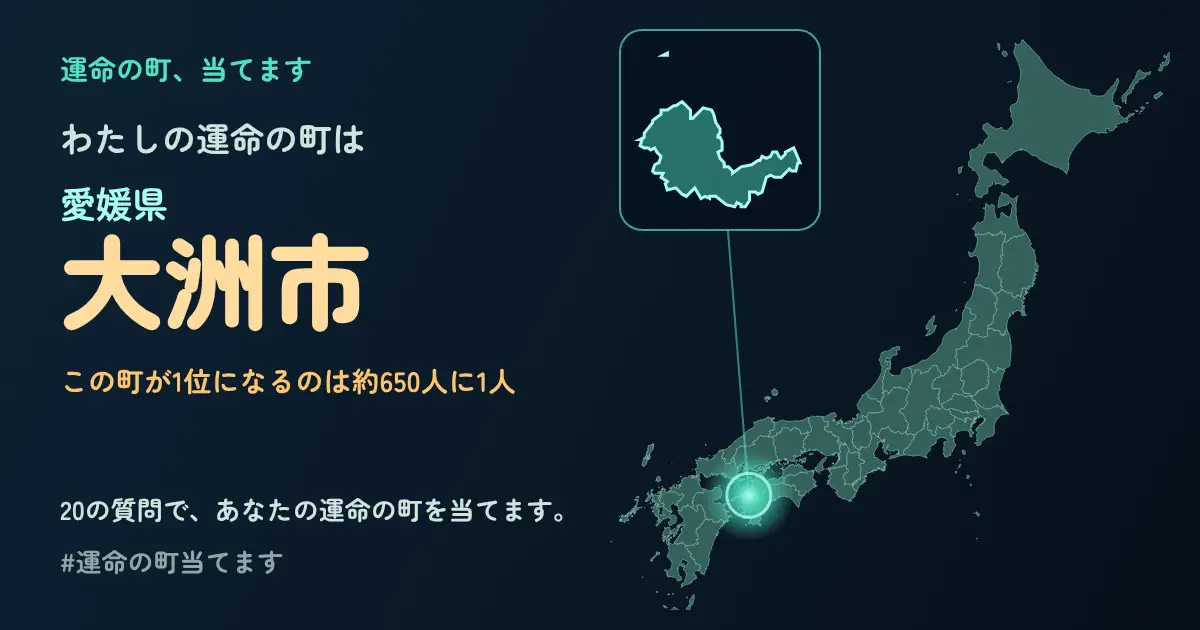 運命の町、当てます
わたしの運命の町は
愛媛県
大洲市
この町が1位になるのは約650人に1人
20の質問で、あなたの運命の町を当てます。
#運命の町当てます